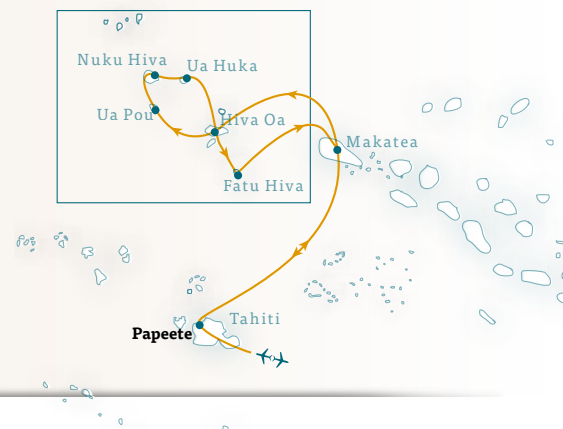 Nuku Hiva
Ua Huka
Ua Pou
Hiva Oa
Makatea
Fatu Hiva
Tahiti
Papeete